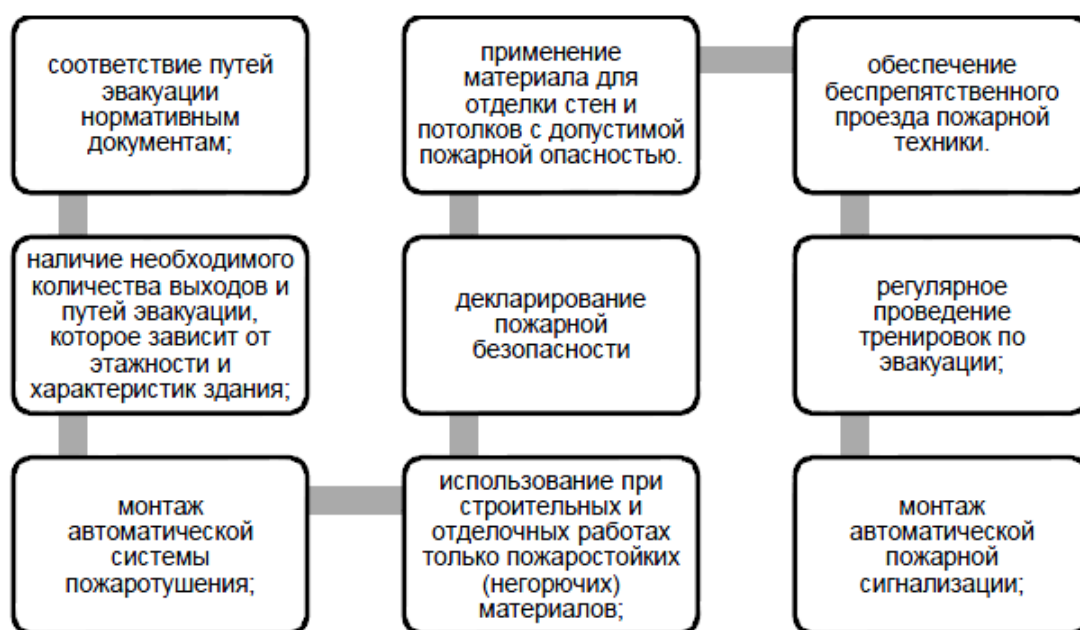 соответствие путей
эвакуации
нормативным
документам;
наличие необходимого
количества выходов и
путей эвакуации,
которое зависит от
этажности и
характеристик здания;
монтаж
автоматической
системы
пожаротушения;
использование при
строительных и
отделочных работах
только пожаростойких
(негорючих)
материалов;
декларирование
пожарной
безопасности
применение
материала для
отделки стен и
потолков с допустимой
пожарной опасностью.
обеспечение
беспрепятственного
проезда пожарной
техники.
регулярное
проведение
тренировок по
эвакуации;
монтаж
автоматической
пожарной
сигнализации;